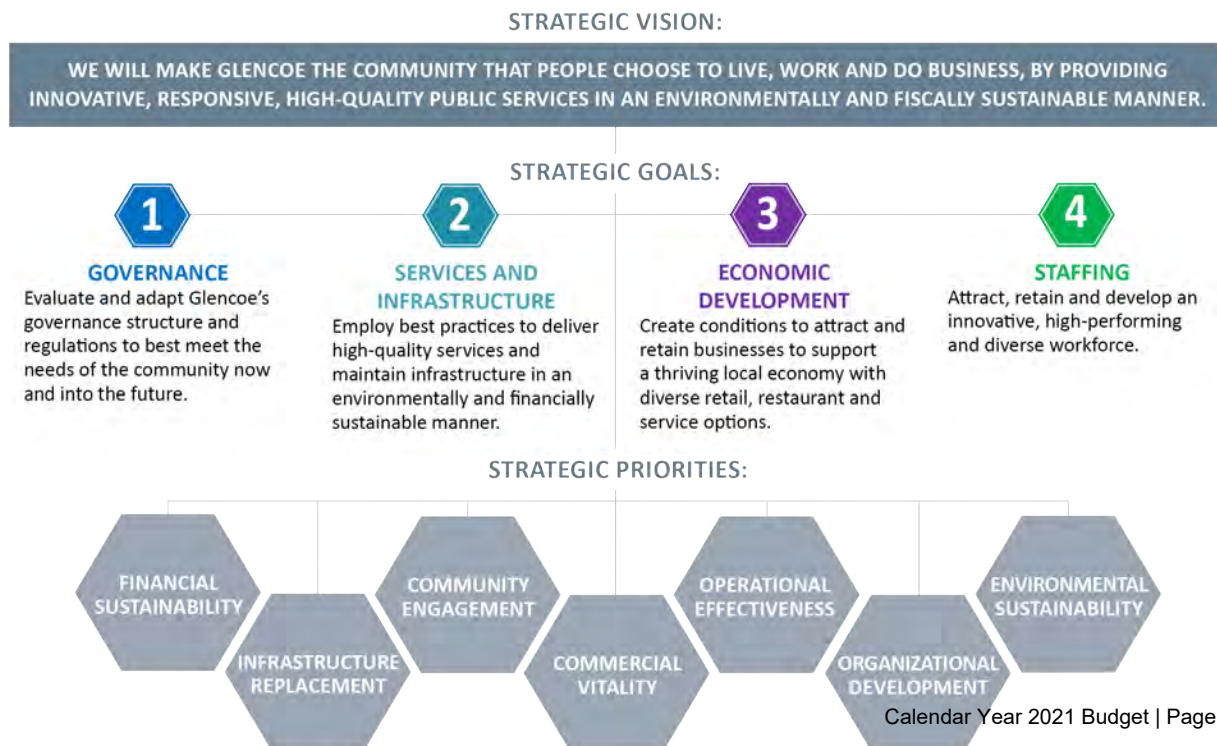 STRATEGIC VISION:
WE WILL MAKE GLENCOE THE COMMUNITY THAT PEOPLE CHOOSE TO LIVE, WORK AND DO BUSINESS, BY PROVIDING
INNOVATIVE, RESPONSIVE, HIGH-QUALITY PUBLIC SERVICES IN AN ENVIRONMENTALLY AND FISCALLY SUSTAINABLE MANNER.
STRATEGIC GOALS:
1
GOVERNANCE
Evaluate and adapt Glencoe's
governance structure and
regulations to best meet the
needs of the community now
and into the future.
2
SERVICES AND
INFRASTRUCTURE
Employ best practices to deliver
high-quality services and
maintain infrastructure in an
environmentally and financially
sustainable manner.
3
ECONOMIC
DEVELOPMENT
Create conditions to attract and
retain businesses to support
a thriving local economy with
diverse retail, restaurant and
service options.
4
STAFFING
Attract, retain and develop an
innovative, high-performing
and diverse workforce.
STRATEGIC PRIORITIES:
FINANCIAL
SUSTAINABILITY
INFRASTRUCTURE
REPLACEMENT
COMMUNITY
ENGAGEMENT
COMMERCIAL
VITALITY
OPERATIONAL
EFFECTIVENESS
ORGANIZATIONAL
DEVELOPMENT
ENVIRONMENTAL
SUSTAINABILITY
Calendar Year 2021 Budget | Page